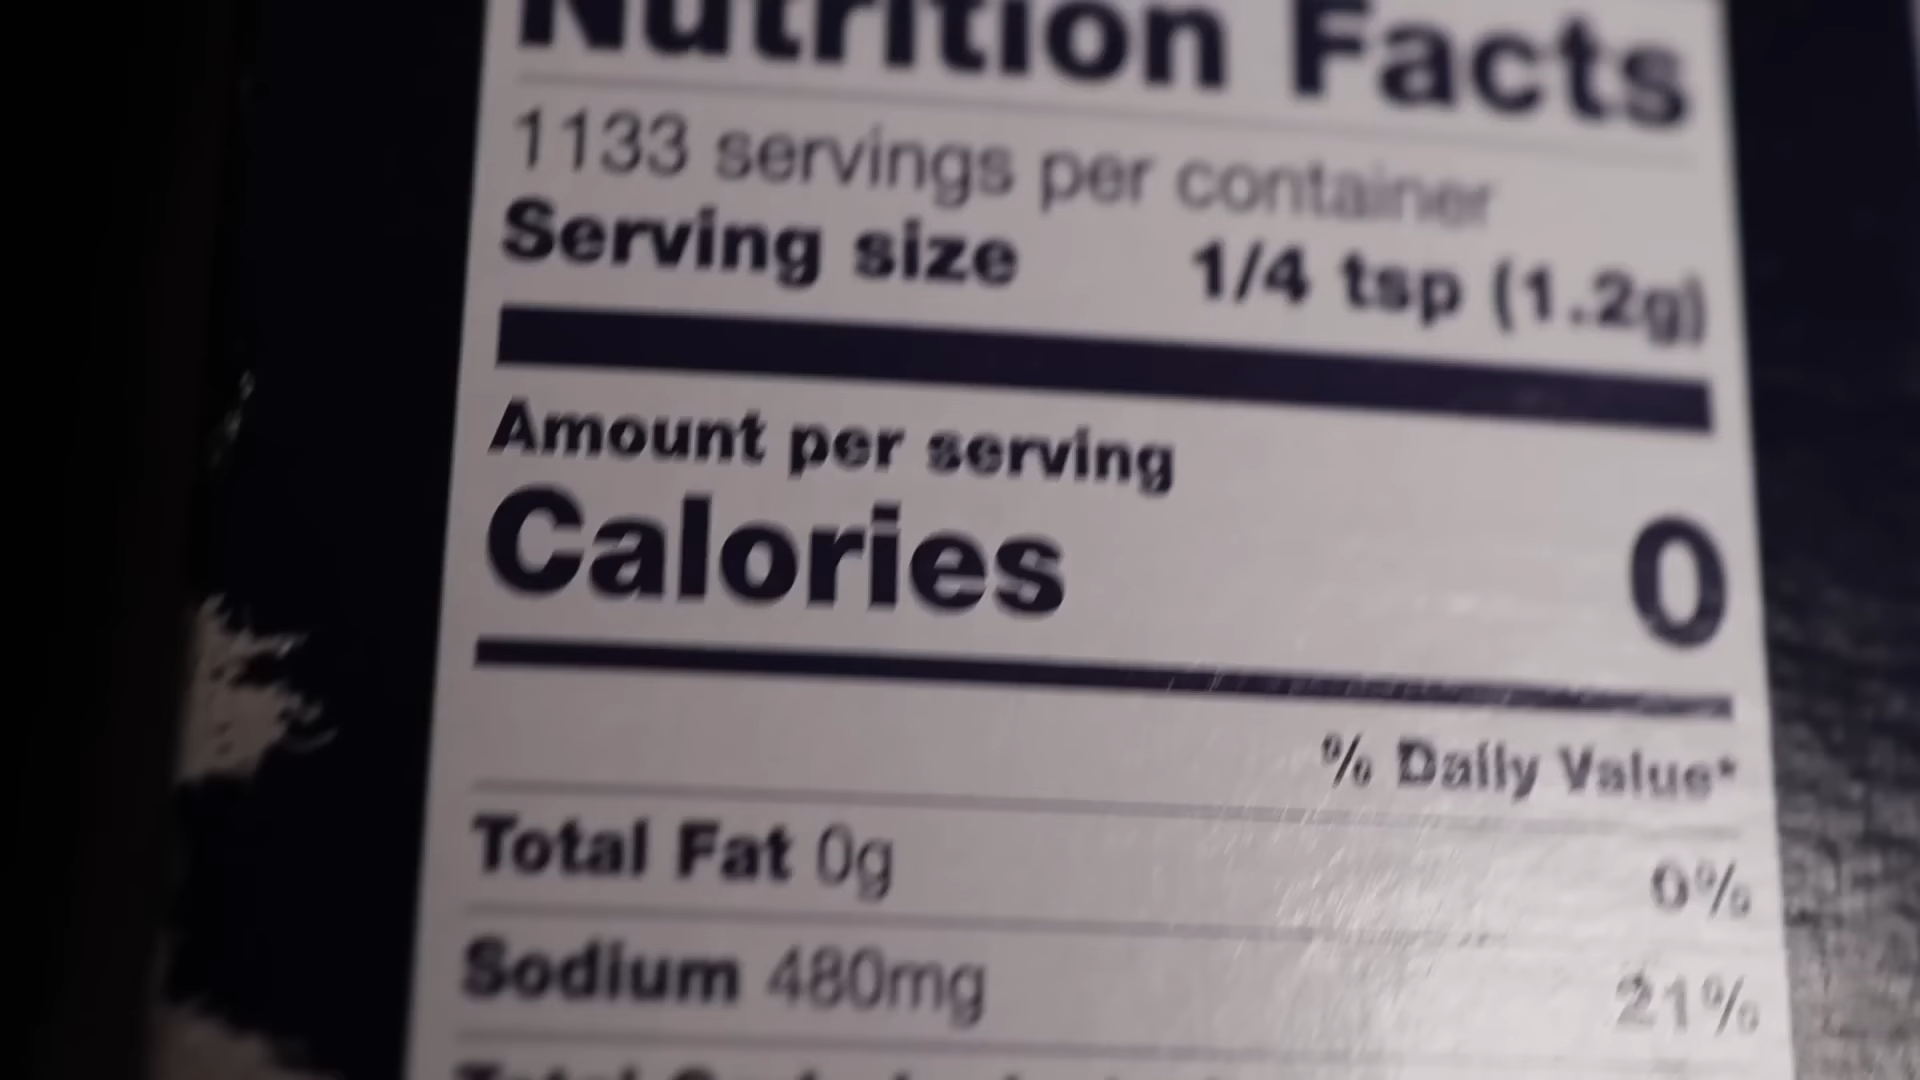 Nutrition Facts
1133 servings per container
Serving size 1/4 tsp (1.2g)
Amount per serving
Calories 0
% Daily Value*
Total Fat 0g 0%
Sodium 480mg 21%
Total